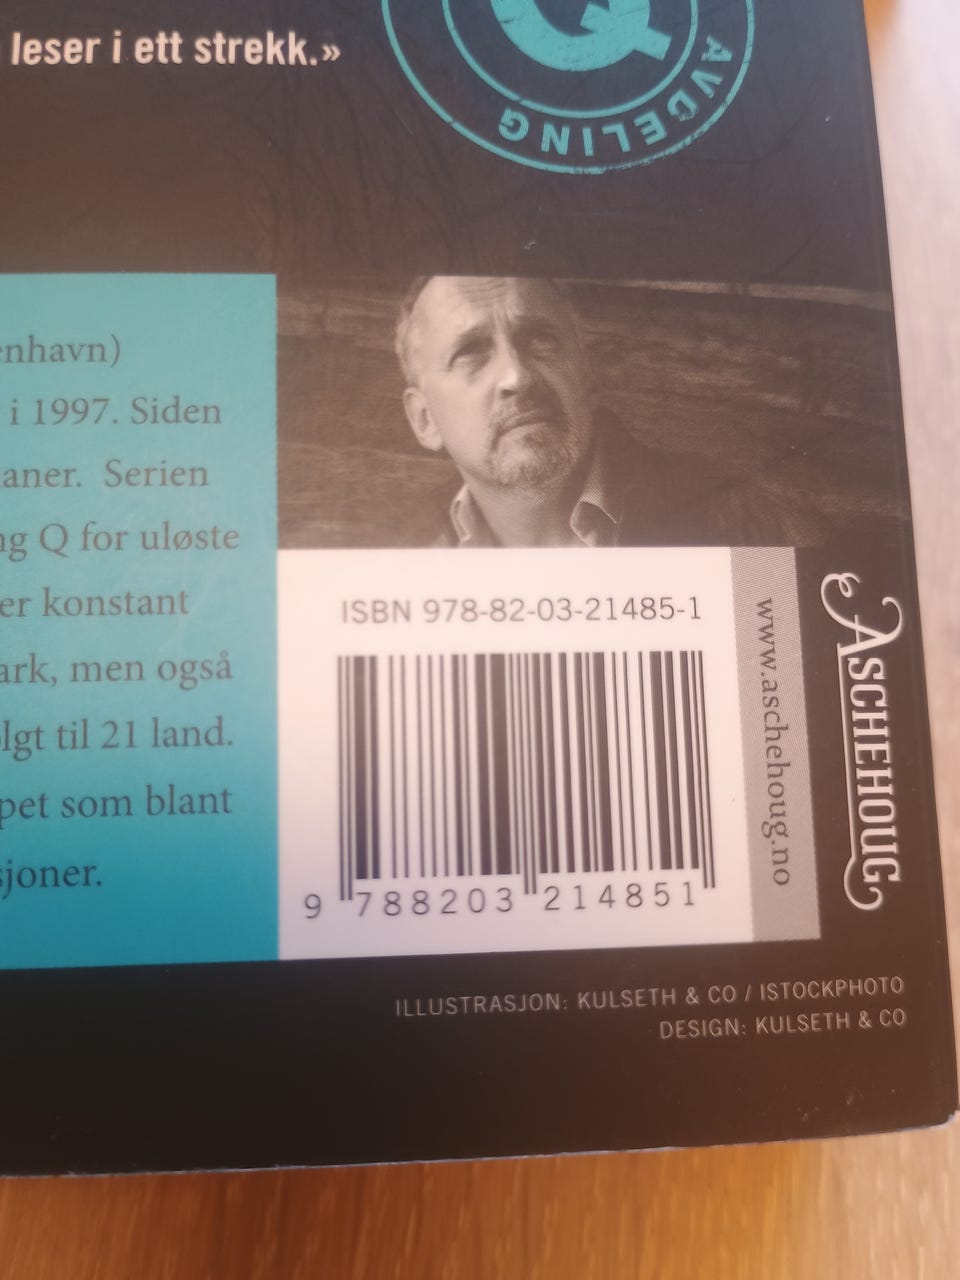 leser i ett strekk.»
Q
AVDELING
enhavn)
i 1997. Siden
aner. Serien
ng Q for uløste
er konstant
ark, men også
olgt til 21 land.
pet som blant
sjoner.
ISBN 978-82-03-21485-1
9 788203 214851
www.aschehoug.no
ASCHEHOUG
ILLUSTRASJON: KULSETH & CO / ISTOCKPHOTO
DESIGN: KULSETH & CO